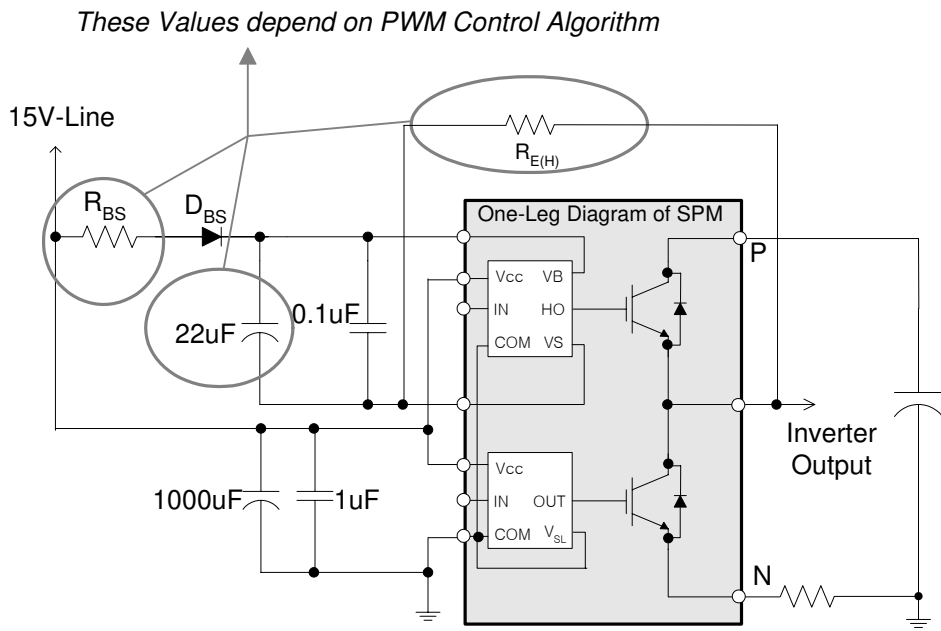 These Values depend on PWM Control Algorithm
15V-Line
R_E(H)
R_BS
D_BS
One-Leg Diagram of SPM
P
Vcc
VB
IN
HO
COM
VS
22uF
0.1uF
Inverter
Output
Vcc
IN
OUT
COM
V_SL
1000uF
1uF
N